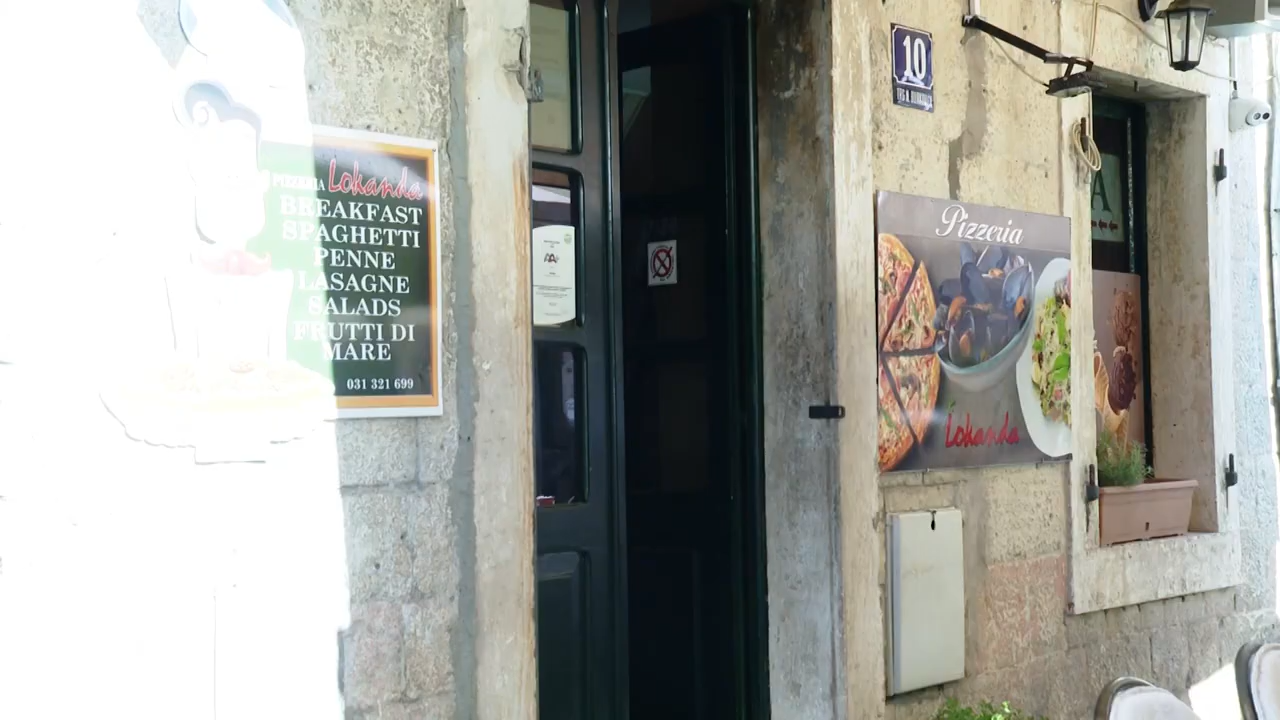 PIZZERIA Lokanda
BREAKFAST
SPAGHETTI
PENNE
LASAGNE
SALADS
FRUTTI DI
MARE
031 321 699
10
Pizzeria
Lokanda
A